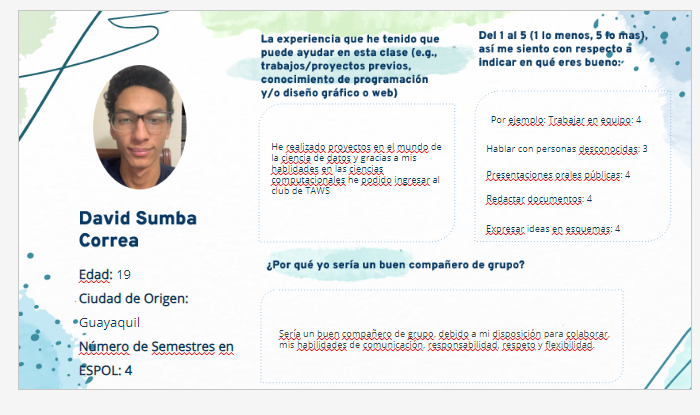 David Sumba
Correa
Edad: 19
Ciudad de Origen:
Guayaquil
Número de Semestres en
ESPOL: 4
La experiencia que he tenido que
puede ayudar en esta clase (e.g.,
trabajos/proyectos previos,
conocimiento de programación
y/o diseño gráfico o web)
He realizado proyectos en el mundo de
la ciencia de datos y gracias a mis
habilidades en las ciencias
computacionales he podido ingresar al
club de TAWS
Del 1 al 5 (1 lo menos, 5 lo mas),
así me siento con respecto a
indicar en qué eres bueno:
Por ejemplo: Trabajar en equipo: 4
Hablar con personas desconocidas: 3
Presentaciones orales públicas: 4
Redactar documentos: 4
Expresar ideas en esquemas: 4
¿Por qué yo sería un buen compañero de grupo?
Sería un buen compañero de grupo, debido a mi disposición para colaborar,
mis habilidades de comunicación, responsabilidad, respeto y flexibilidad.